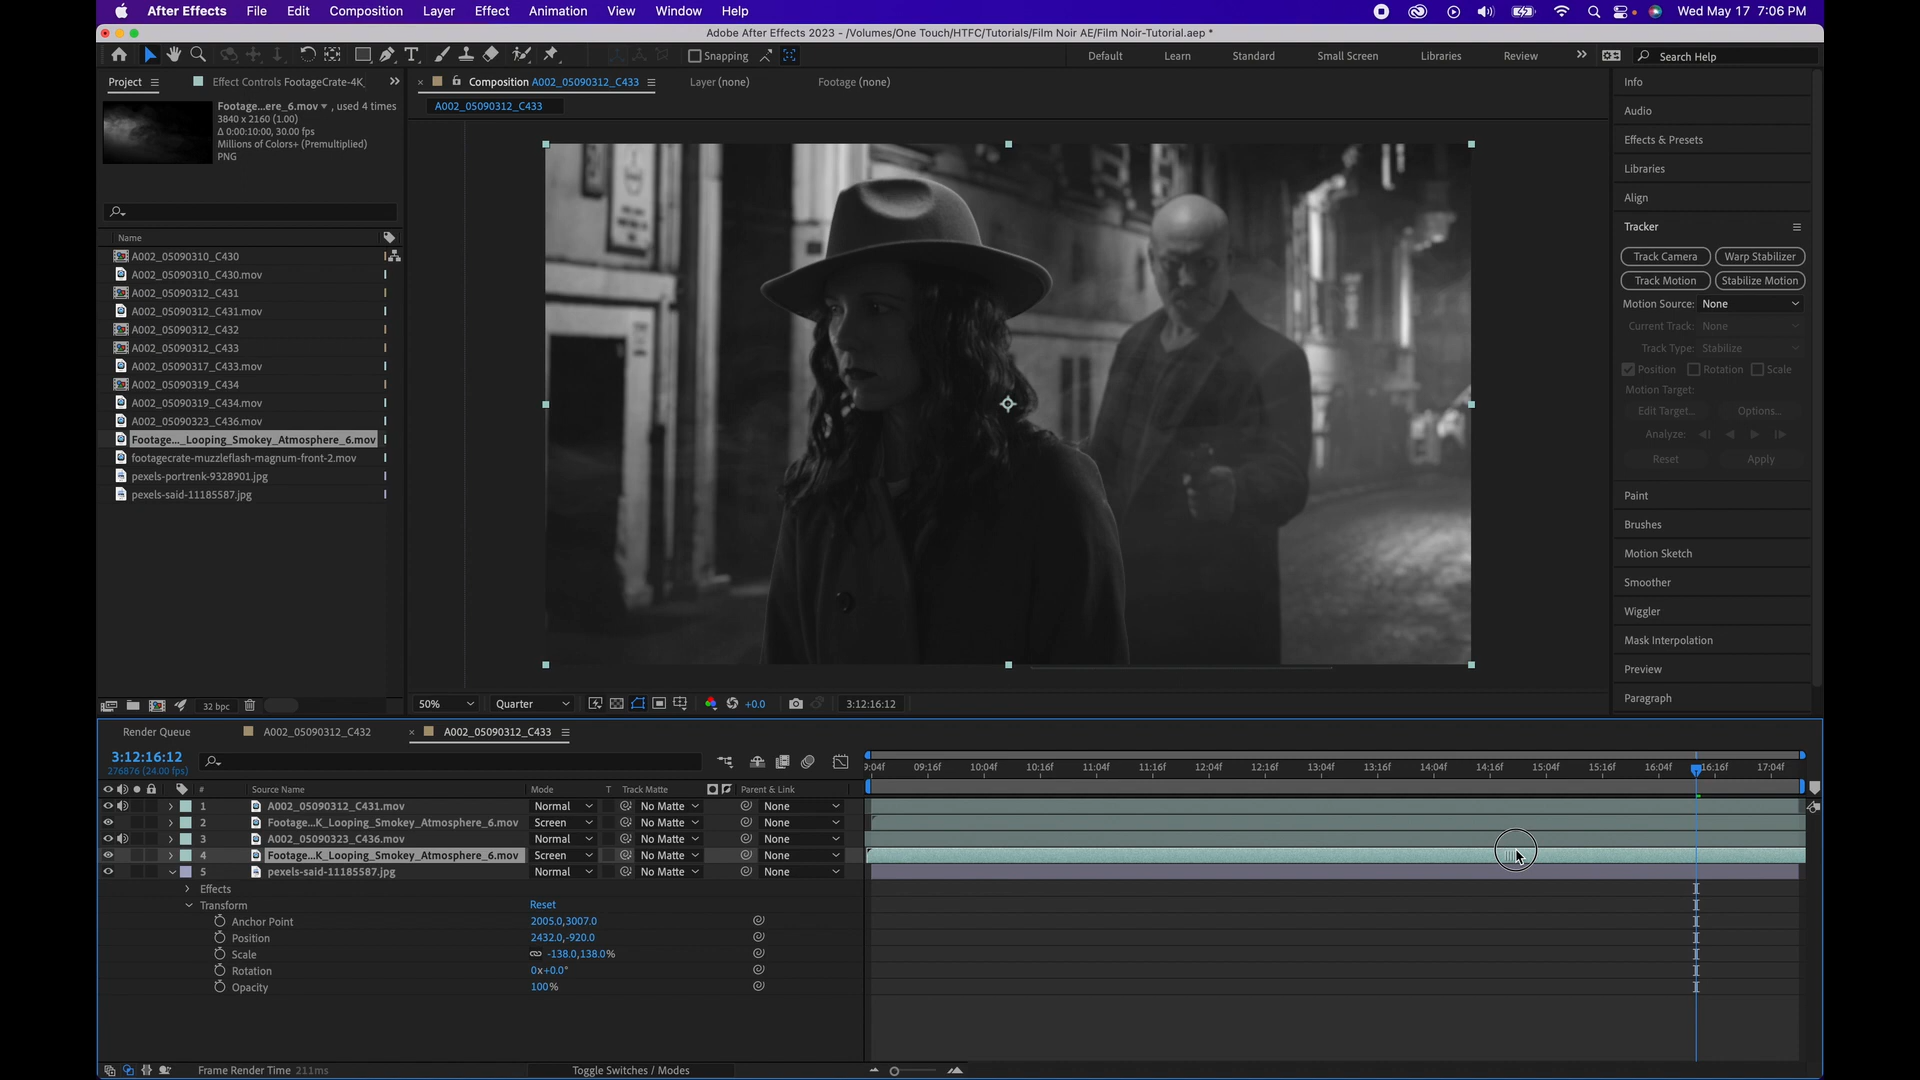 After Effects File Edit Composition Layer Effect Animation View Window Help Wed May 17 7:06 PM
Adobe After Effects 2023 - /Volumes/One Touch/HTFC/Tutorials/Film Noir AE/Film Noir-Tutorial.aep *
Snapping Default Learn Standard Small Screen Libraries Review Search Help
Project Effect Controls FootageCrate-4K Composition A002_05090312_C433 Layer (none) Footage (none)
A002_05090312_C433
Footage...ere_6.mov , used 4 times
3840 x 2160 (1.00)
Δ 0:00:10:00, 30.00 fps
Millions of Colors+ (Premultiplied)
PNG
Name
A002_05090310_C430
A002_05090310_C430.mov
A002_05090312_C431
A002_05090312_C431.mov
A002_05090312_C432
A002_05090312_C433
A002_05090317_C433.mov
A002_05090319_C434
A002_05090319_C434.mov
A002_05090323_C436.mov
Footage..._Looping_Smokey_Atmosphere_6.mov
footagecrate-muzzleflash-magnum-front-2.mov
pexels-portrenk-9328901.jpg
pexels-said-11185587.jpg
32 bpc
50% Quarter +0.0 3:12:16:12
Info
Audio
Effects & Presets
Libraries
Align
Tracker
Track Camera Warp Stabilizer
Track Motion Stabilize Motion
Motion Source: None
Current Track: None
Track Type: Stabilize
Position Rotation Scale
Motion Target:
Edit Target... Options...
Analyze:
Reset Apply
Paint
Brushes
Motion Sketch
Smoother
Wiggler
Mask Interpolation
Preview
Paragraph
Render Queue A002_05090312_C432 × A002_05090312_C433
3:12:16:12
276876 (24.00 fps)
9:04f 09:16f 10:04f 10:16f 11:04f 11:16f 12:04f 12:16f 13:04f 13:16f 14:04f 14:16f 15:04f 15:16f 16:04f 16:16f 17:04f
# Source Name Mode T Track Matte Parent & Link
1 A002_05090312_C431.mov Normal No Matte None
2 Footage...K_Looping_Smokey_Atmosphere_6.mov Screen No Matte None
3 A002_05090323_C436.mov Normal No Matte None
4 Footage...K_Looping_Smokey_Atmosphere_6.mov Screen No Matte None
5 pexels-said-11185587.jpg Normal No Matte None
Effects
Transform Reset
Anchor Point 2005.0,3007.0
Position 2432.0,-920.0
Scale -138.0,138.0%
Rotation 0x+0.0°
Opacity 100%
Frame Render Time 211ms Toggle Switches / Modes